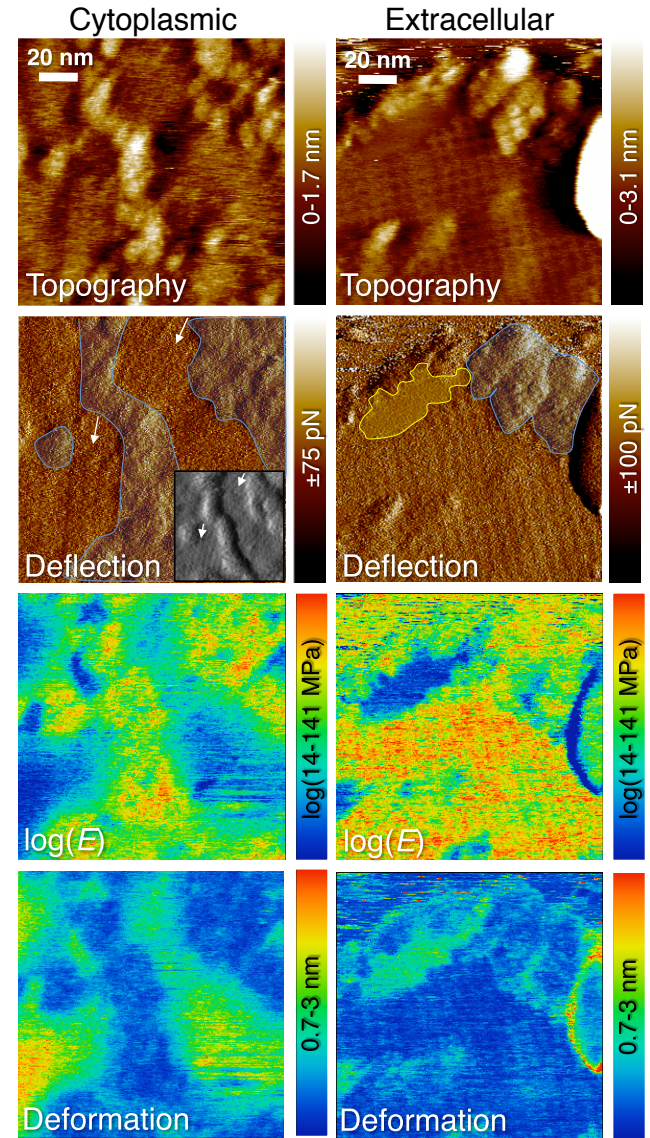 Cytoplasmic
Extracellular
20 nm
Topography
0-1.7 nm
20 nm
Topography
0-3.1 nm
Deflection
±75 pN
Deflection
±100 pN
log(E)
log(14-141 MPa)
log(E)
log(14-141 MPa)
Deformation
0.7-3 nm
Deformation
0.7-3 nm